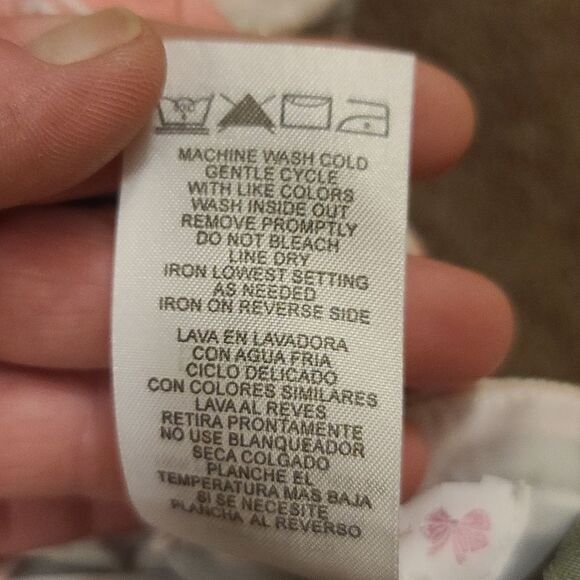 MACHINE WASH COLD
GENTLE CYCLE
WITH LIKE COLORS
WASH INSIDE OUT
REMOVE PROMPTLY
DO NOT BLEACH
LINE DRY
IRON LOWEST SETTING
AS NEEDED
IRON ON REVERSE SIDE
LAVA EN LAVADORA
CON AGUA FRIA
CICLO DELICADO
CON COLORES SIMILARES
LAVA AL REVES
RETIRA PRONTAMENTE
NO USE BLANQUEADOR
SECA COLGADO
PLANCHE EL
TEMPERATURA MAS BAJA
SI SE NECESITE
PLANCHA AL REVERSO